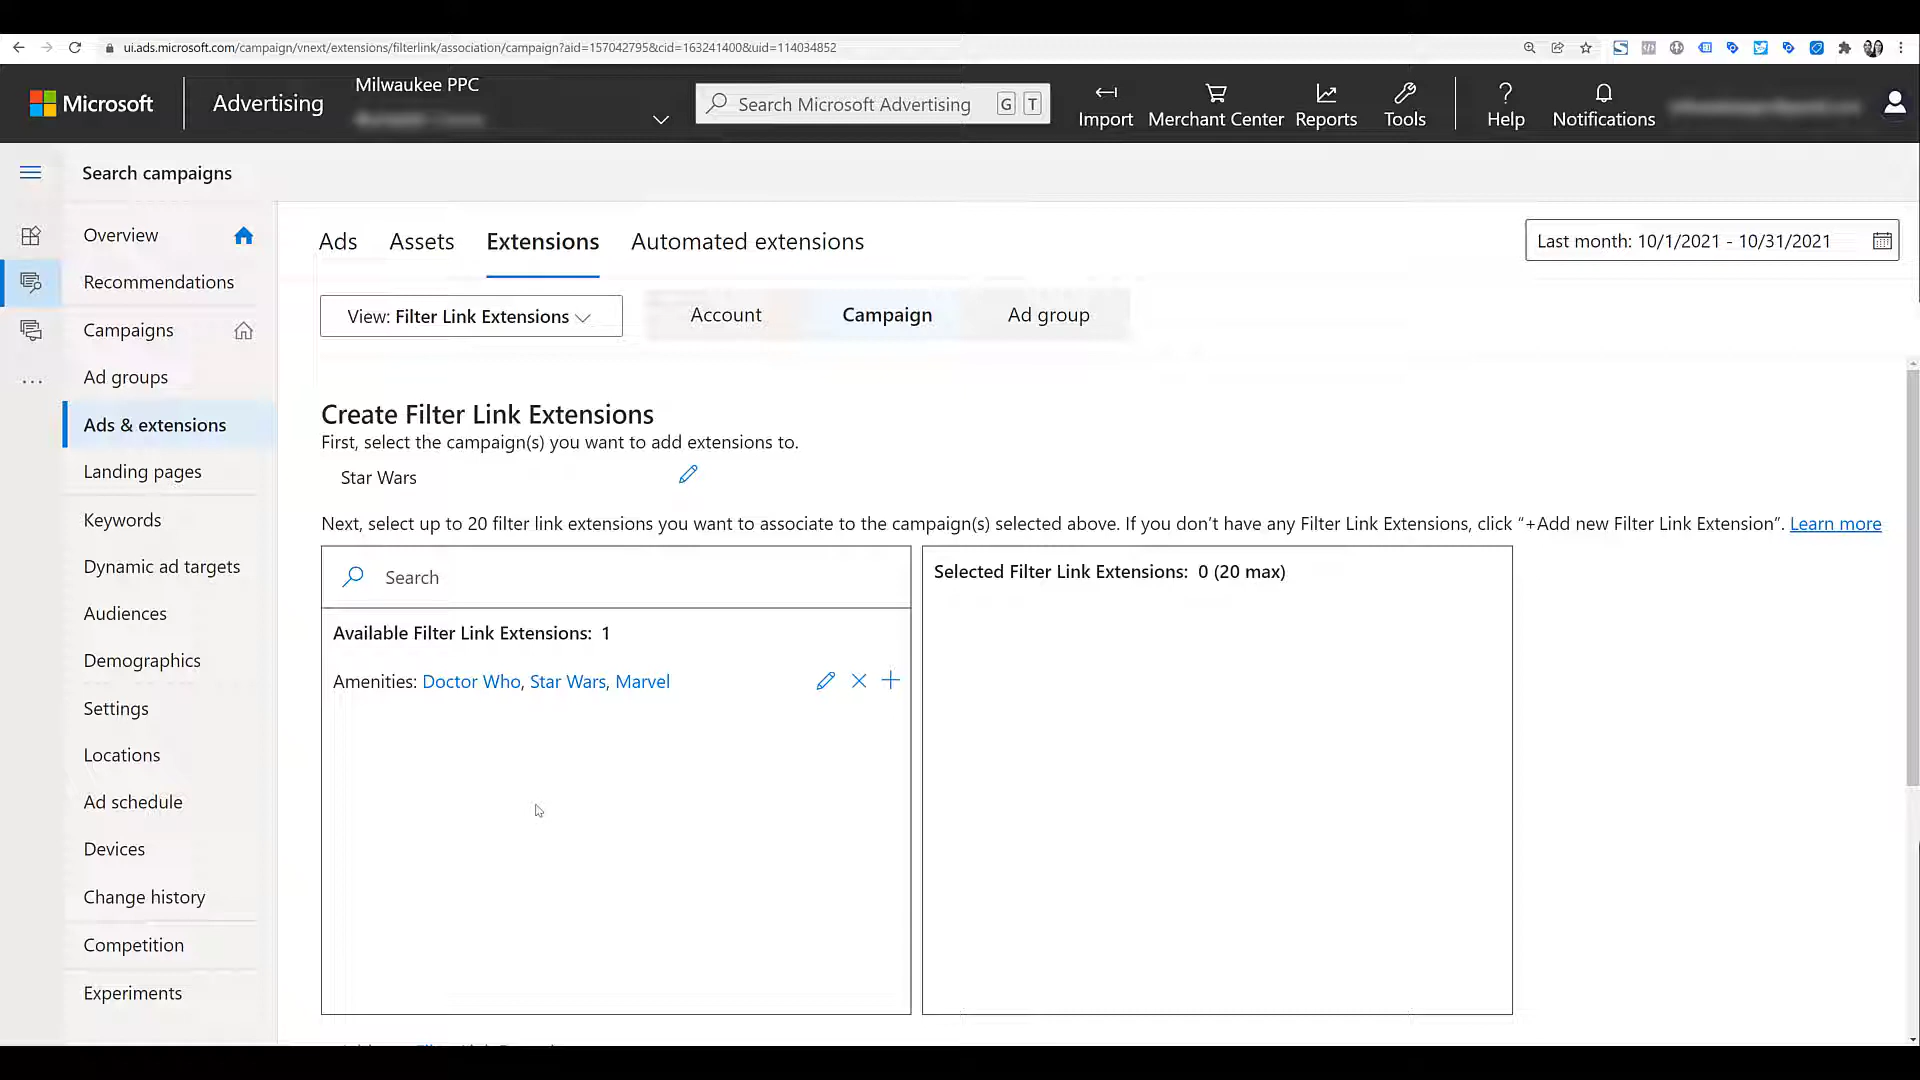 ui.ads.microsoft.com/campaign/vnext/extensions/filterlink/association/campaign?aid=157042795&cid=163241400&uid=114034852
Microsoft
Advertising
Milwaukee PPC
Search Microsoft Advertising G T
Import
Merchant Center
Reports
Tools
Help
Notifications
Search campaigns
Overview
Recommendations
Campaigns
Ad groups
Ads & extensions
Landing pages
Keywords
Dynamic ad targets
Audiences
Demographics
Settings
Locations
Ad schedule
Devices
Change history
Competition
Experiments
Ads Assets Extensions Automated extensions
Last month: 10/1/2021 - 10/31/2021
View: Filter Link Extensions
Account Campaign Ad group
Create Filter Link Extensions
First, select the campaign(s) you want to add extensions to.
Star Wars
Next, select up to 20 filter link extensions you want to associate to the campaign(s) selected above. If you don't have any Filter Link Extensions, click “+Add new Filter Link Extension”. Learn more
Search
Available Filter Link Extensions: 1
Amenities: Doctor Who, Star Wars, Marvel
Selected Filter Link Extensions: 0 (20 max)